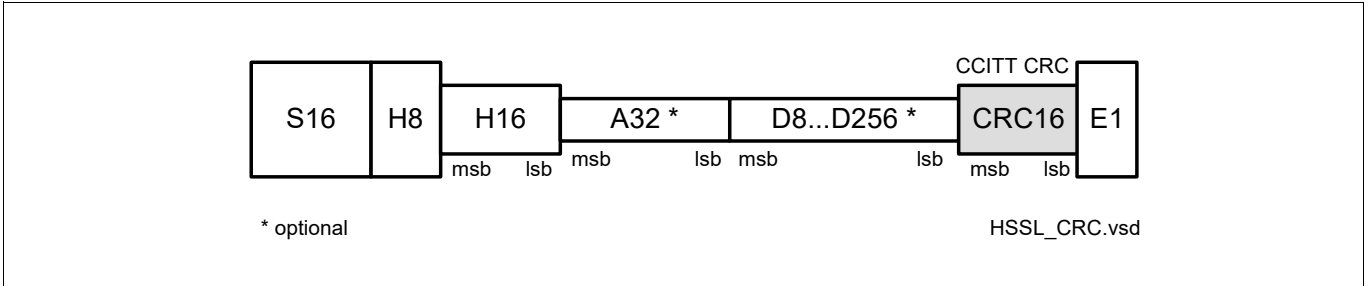 CCITT CRC
S16 H8 H16 A32 * D8...D256 * CRC16 E1
msb lsb msb lsb msb lsb msb lsb
* optional HSSL_CRC.vsd